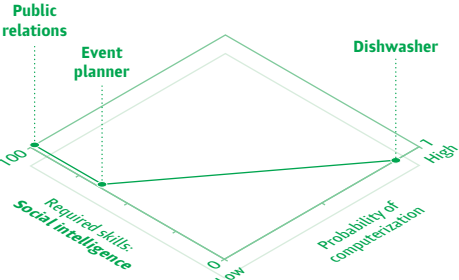 Public
relations
Event
planner
Dishwasher
100
1
High
Required skills:
Social intelligence
0
Low
Probability of
computerization